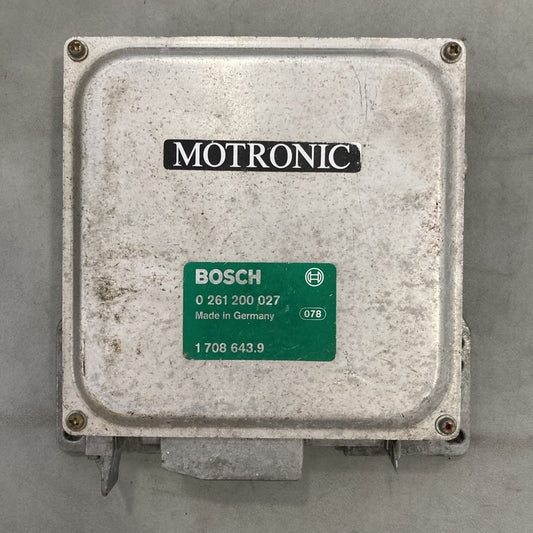 MOTRONIC
BOSCH
0 261 200 027
Made in Germany 078
1 708 643.9